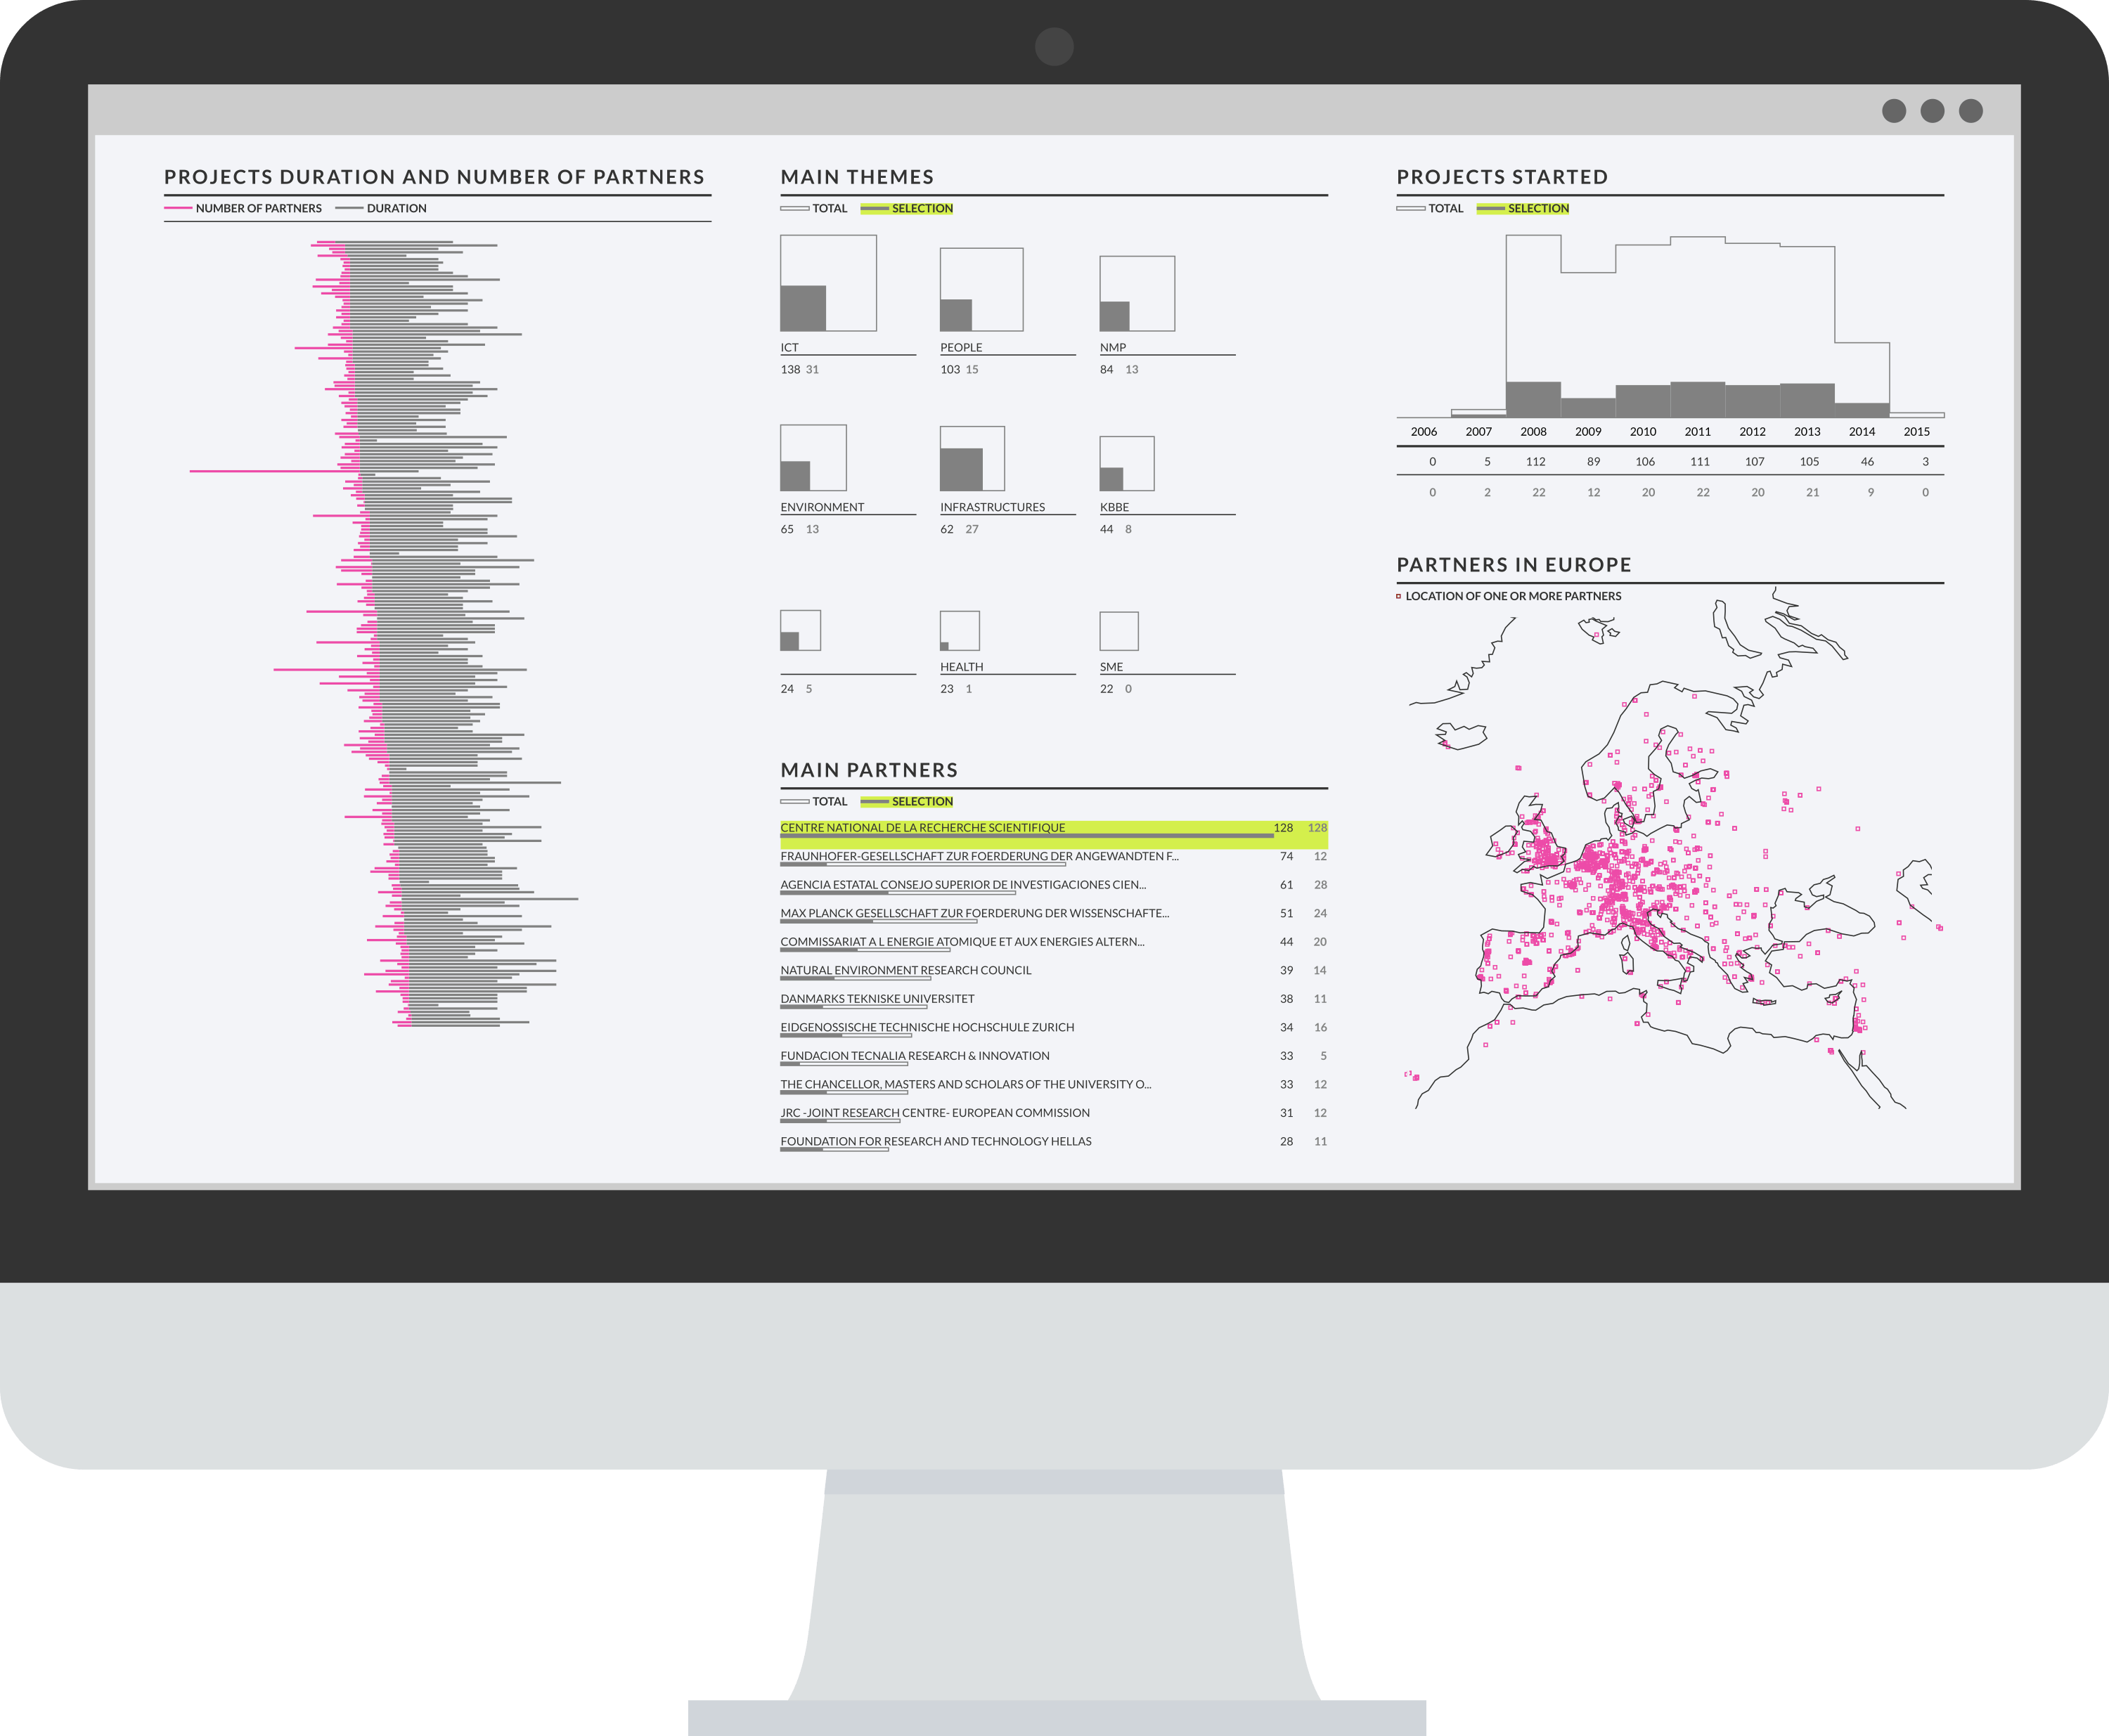 PROJECTS DURATION AND NUMBER OF PARTNERS
NUMBER OF PARTNERS DURATION
MAIN THEMES
TOTAL SELECTION
ICT
138 31
PEOPLE
103 15
NMP
84 13
ENVIRONMENT
65 13
INFRASTRUCTURES
62 27
KBBE
44 8
24 5
HEALTH
23 1
SME
22 0
MAIN PARTNERS
TOTAL SELECTION
CENTRE NATIONAL DE LA RECHERCHE SCIENTIFIQUE 128 128
FRAUNHOFER-GESELLSCHAFT ZUR FOERDERUNG DER ANGEWANDTEN F... 74 12
AGENCIA ESTATAL CONSEJO SUPERIOR DE INVESTIGACIONES CIEN... 61 28
MAX PLANCK GESELLSCHAFT ZUR FOERDERUNG DER WISSENSCHAFTE... 51 24
COMMISSARIAT A L ENERGIE ATOMIQUE ET AUX ENERGIES ALTERN... 44 20
NATURAL ENVIRONMENT RESEARCH COUNCIL 39 14
DANMARKS TEKNISKE UNIVERSITET 38 11
EIDGENOSSISCHE TECHNISCHE HOCHSCHULE ZURICH 34 16
FUNDACION TECNALIA RESEARCH & INNOVATION 33 5
THE CHANCELLOR, MASTERS AND SCHOLARS OF THE UNIVERSITY O... 33 12
JRC -JOINT RESEARCH CENTRE- EUROPEAN COMMISSION 31 12
FOUNDATION FOR RESEARCH AND TECHNOLOGY HELLAS 28 11
PROJECTS STARTED
TOTAL SELECTION
2006 2007 2008 2009 2010 2011 2012 2013 2014 2015
0 5 112 89 106 111 107 105 46 3
0 2 22 12 20 22 20 21 9 0
PARTNERS IN EUROPE
LOCATION OF ONE OR MORE PARTNERS